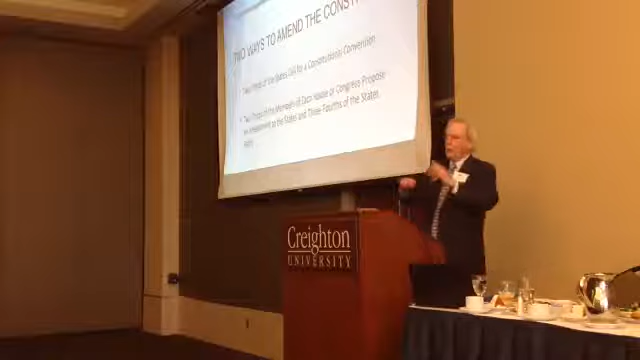 TWO WAYS TO AMEND THE CONST
Two Thirds of the States Call for a Constitutional Convention
Two Thirds of the Members of Each House of Congress Propose
an Amendment to the States and Three-Fourths of the States
Creighton
UNIVERSITY